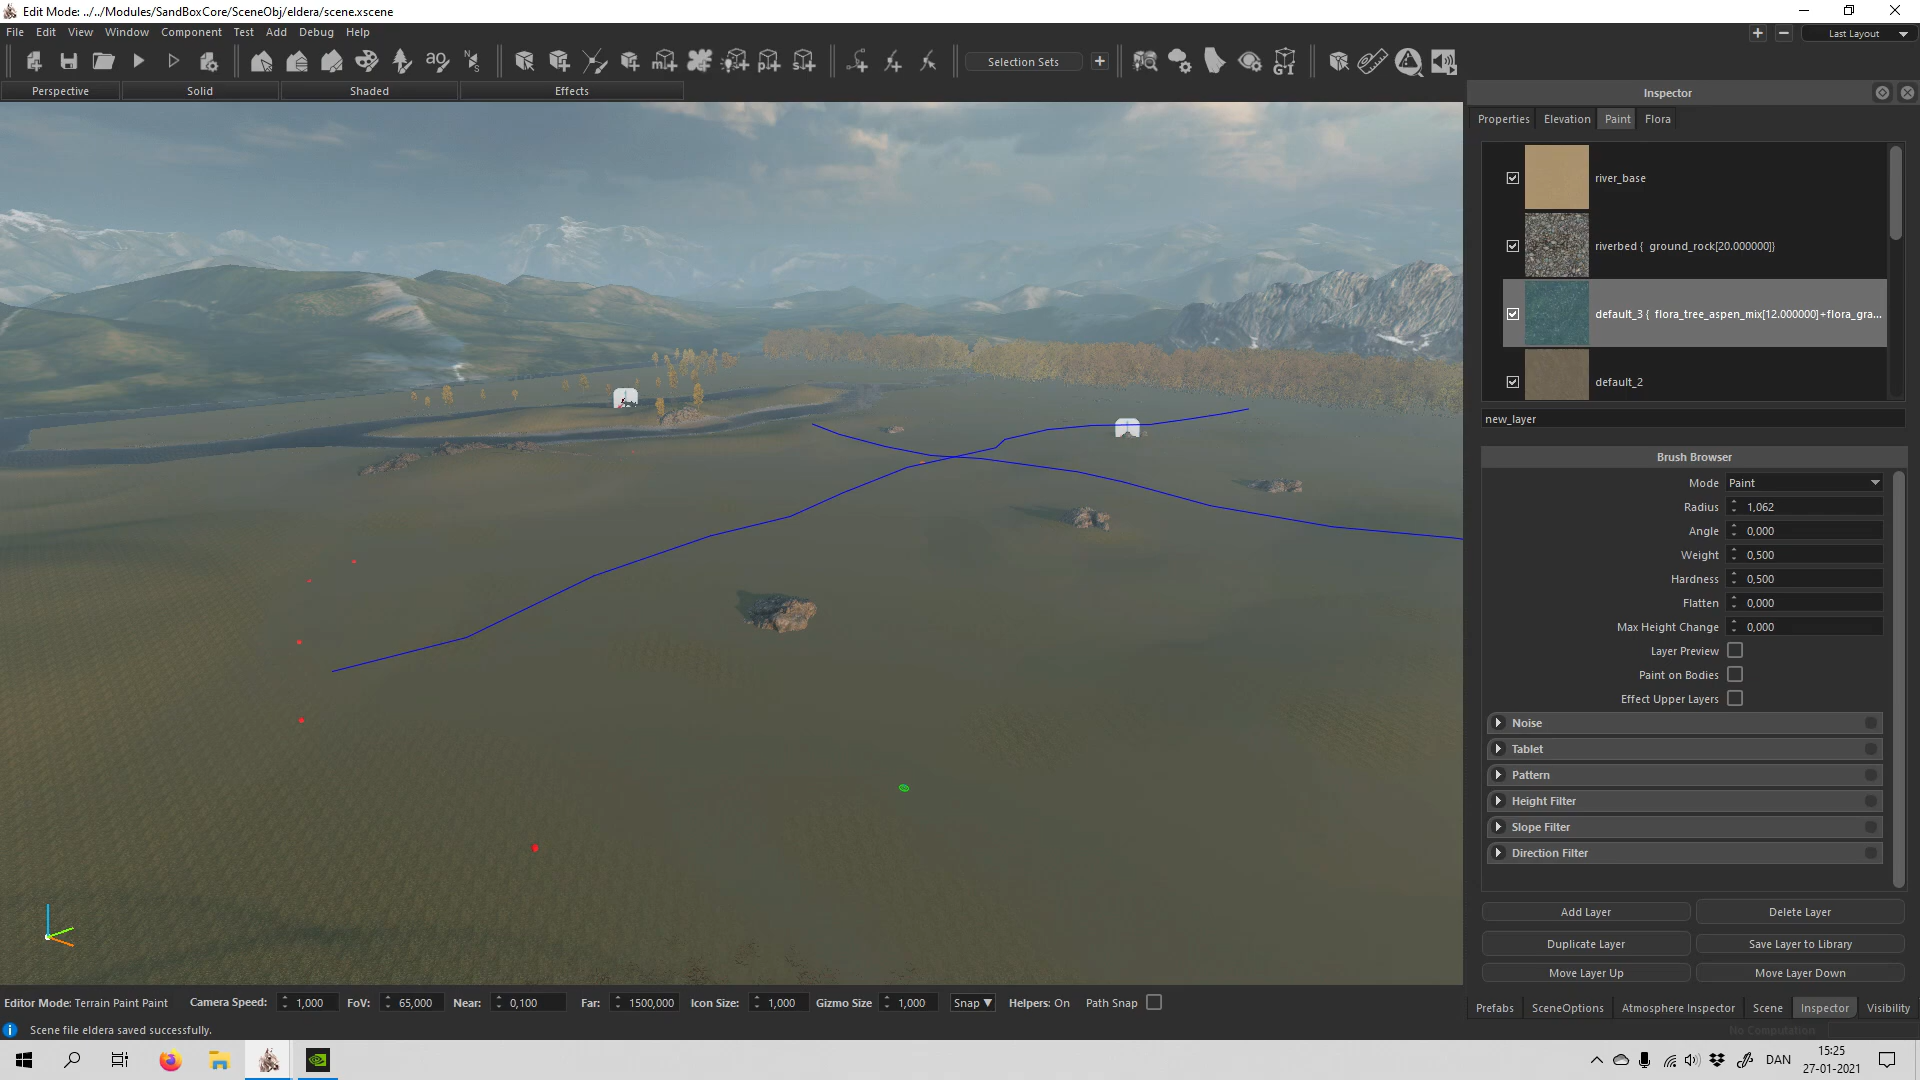 Edit Mode: ../../Modules/SandBoxCore/SceneObj/eldera/scene.xscene
File Edit View Window Component Test Add Debug Help
Last Layout
Selection Sets
Perspective Solid Shaded Effects
Inspector
Properties Elevation Paint Flora
river_base
riverbed { ground_rock[20.000000]}
default_3 { flora_tree_aspen_mix[12.000000]+flora_gra...
default_2
new_layer
Brush Browser
Mode Paint
Radius 1,062
Angle 0,000
Weight 0,500
Hardness 0,500
Flatten 0,000
Max Height Change 0,000
Layer Preview
Paint on Bodies
Effect Upper Layers
Noise
Tablet
Pattern
Height Filter
Slope Filter
Direction Filter
Add Layer Delete Layer
Duplicate Layer Save Layer to Library
Move Layer Up Move Layer Down
Editor Mode: Terrain Paint Paint Camera Speed: 1,000 FoV: 65,000 Near: 0,100 Far: 1500,000 Icon Size: 1,000 Gizmo Size 1,000 Snap Helpers: On Path Snap
Prefabs SceneOptions Atmosphere Inspector Scene Inspector Visibility
Scene file eldera saved successfully.
No Computation
DAN
15:25
27-01-2021